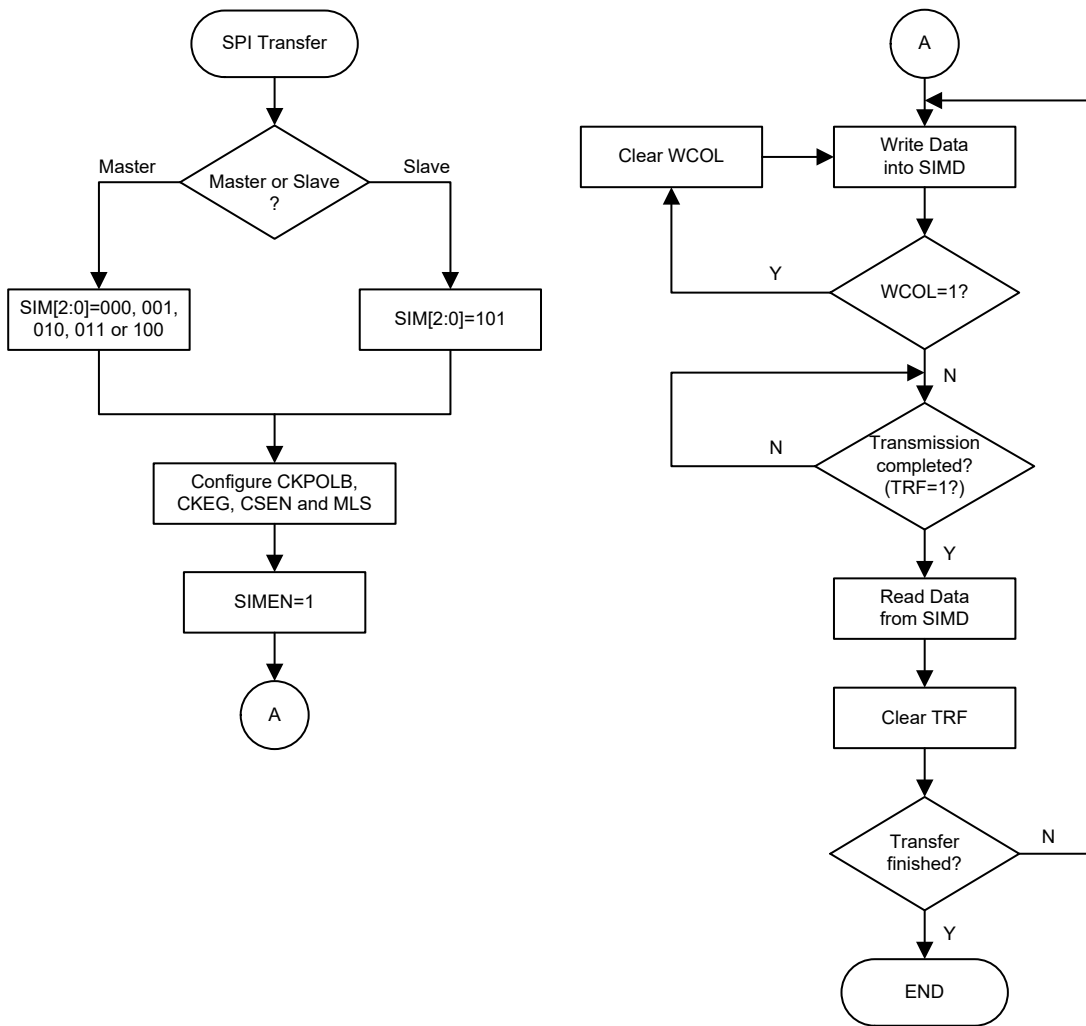 SPI Transfer
Master
Master or Slave
?
Slave
SIM[2:0]=000, 001,
010, 011 or 100
SIM[2:0]=101
Configure CKPOLB,
CKEG, CSEN and MLS
SIMEN=1
A
A
Clear WCOL
Write Data
into SIMD
Y
WCOL=1?
N
N
Transmission
completed?
(TRF=1?)
Y
Read Data
from SIMD
Clear TRF
Transfer
finished?
N
Y
END